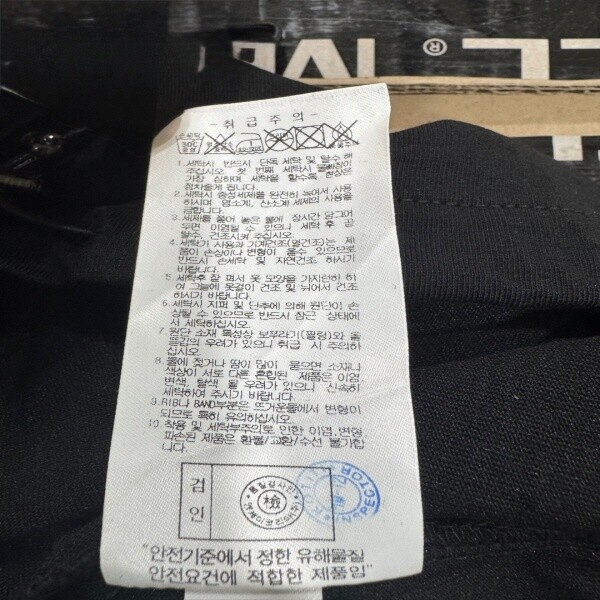 -취급주의-
손세탁
30℃
1.세탁시 반드시 단독 세탁 및 탈수 해
주십시오. 첫 번째 세탁시 물빠짐이
가장 심하며 세탁을 할수록 현상은
점차줄게 됩니다.
2.세탁시 중성세제를 완전히 녹여서 사용
하시며 염소계, 산소계 세제의 사용을
금합니다.
3.세제를 풀어 놓은 물에 장시간 담그어
두면 이염될 수 있으니 세탁 후 곧
탈수, 건조시켜 주십시오.
4.세탁기 사용과 기계건조(열건조)는 제
품이 손상이나 변형이 올수 있으므로
반드시 손세탁 및 자연건조 하시기
바랍니다.
5.세탁후 잘 펴서 옷 모양을 가지런히 하
여 그늘에 옷걸이 건조 및 뉘어서 건조
하시기 바랍니다.
6.세탁시 지퍼 및 단추에 의해 원단이 손
상될 수 있으므로 반드시 잠근 상태에
서 세탁하십시오.
7.원단 소재 특성상 보푸라기(필링)와 올
뜯김의 우려가 있으니 취급 시 주의하
십시오.
8.물에 젖거나 땀이 많이 묻으면 소재나
색상이 서로 다른 혼합된 제품은 이염,
변색, 탈색 될 우려가 있으니 신속히
세탁하여 주시기 바랍니다.
9.RIB나 BAND부분은 뜨거운물에서 변형이
되므로 특히 유의하십시오.
10.착용 및 세탁부주의로 인한 이염,변형,
파손된 제품은 환불/교환/수선 불가합니
다.
검인
품질검사인
檢
INSPECTOR
"안전기준에서 정한 유해물질
안전요건에 적합한 제품임"